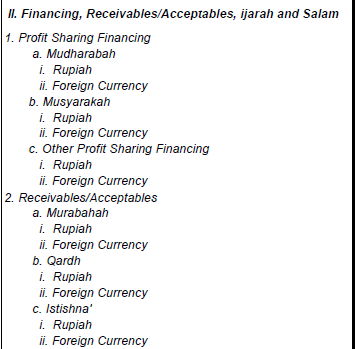 II. Financing, Receivables/Acceptables, ijarah and Salam
1. Profit Sharing Financing
a. Mudharabah
i. Rupiah
ii. Foreign Currency
b. Musyarakah
i. Rupiah
ii. Foreign Currency
c. Other Profit Sharing Financing
i. Rupiah
ii. Foreign Currency
2. Receivables/Acceptables
a. Murabahah
i. Rupiah
ii. Foreign Currency
b. Qardh
i. Rupiah
ii. Foreign Currency
c. Istishna'
i. Rupiah
ii. Foreign Currency